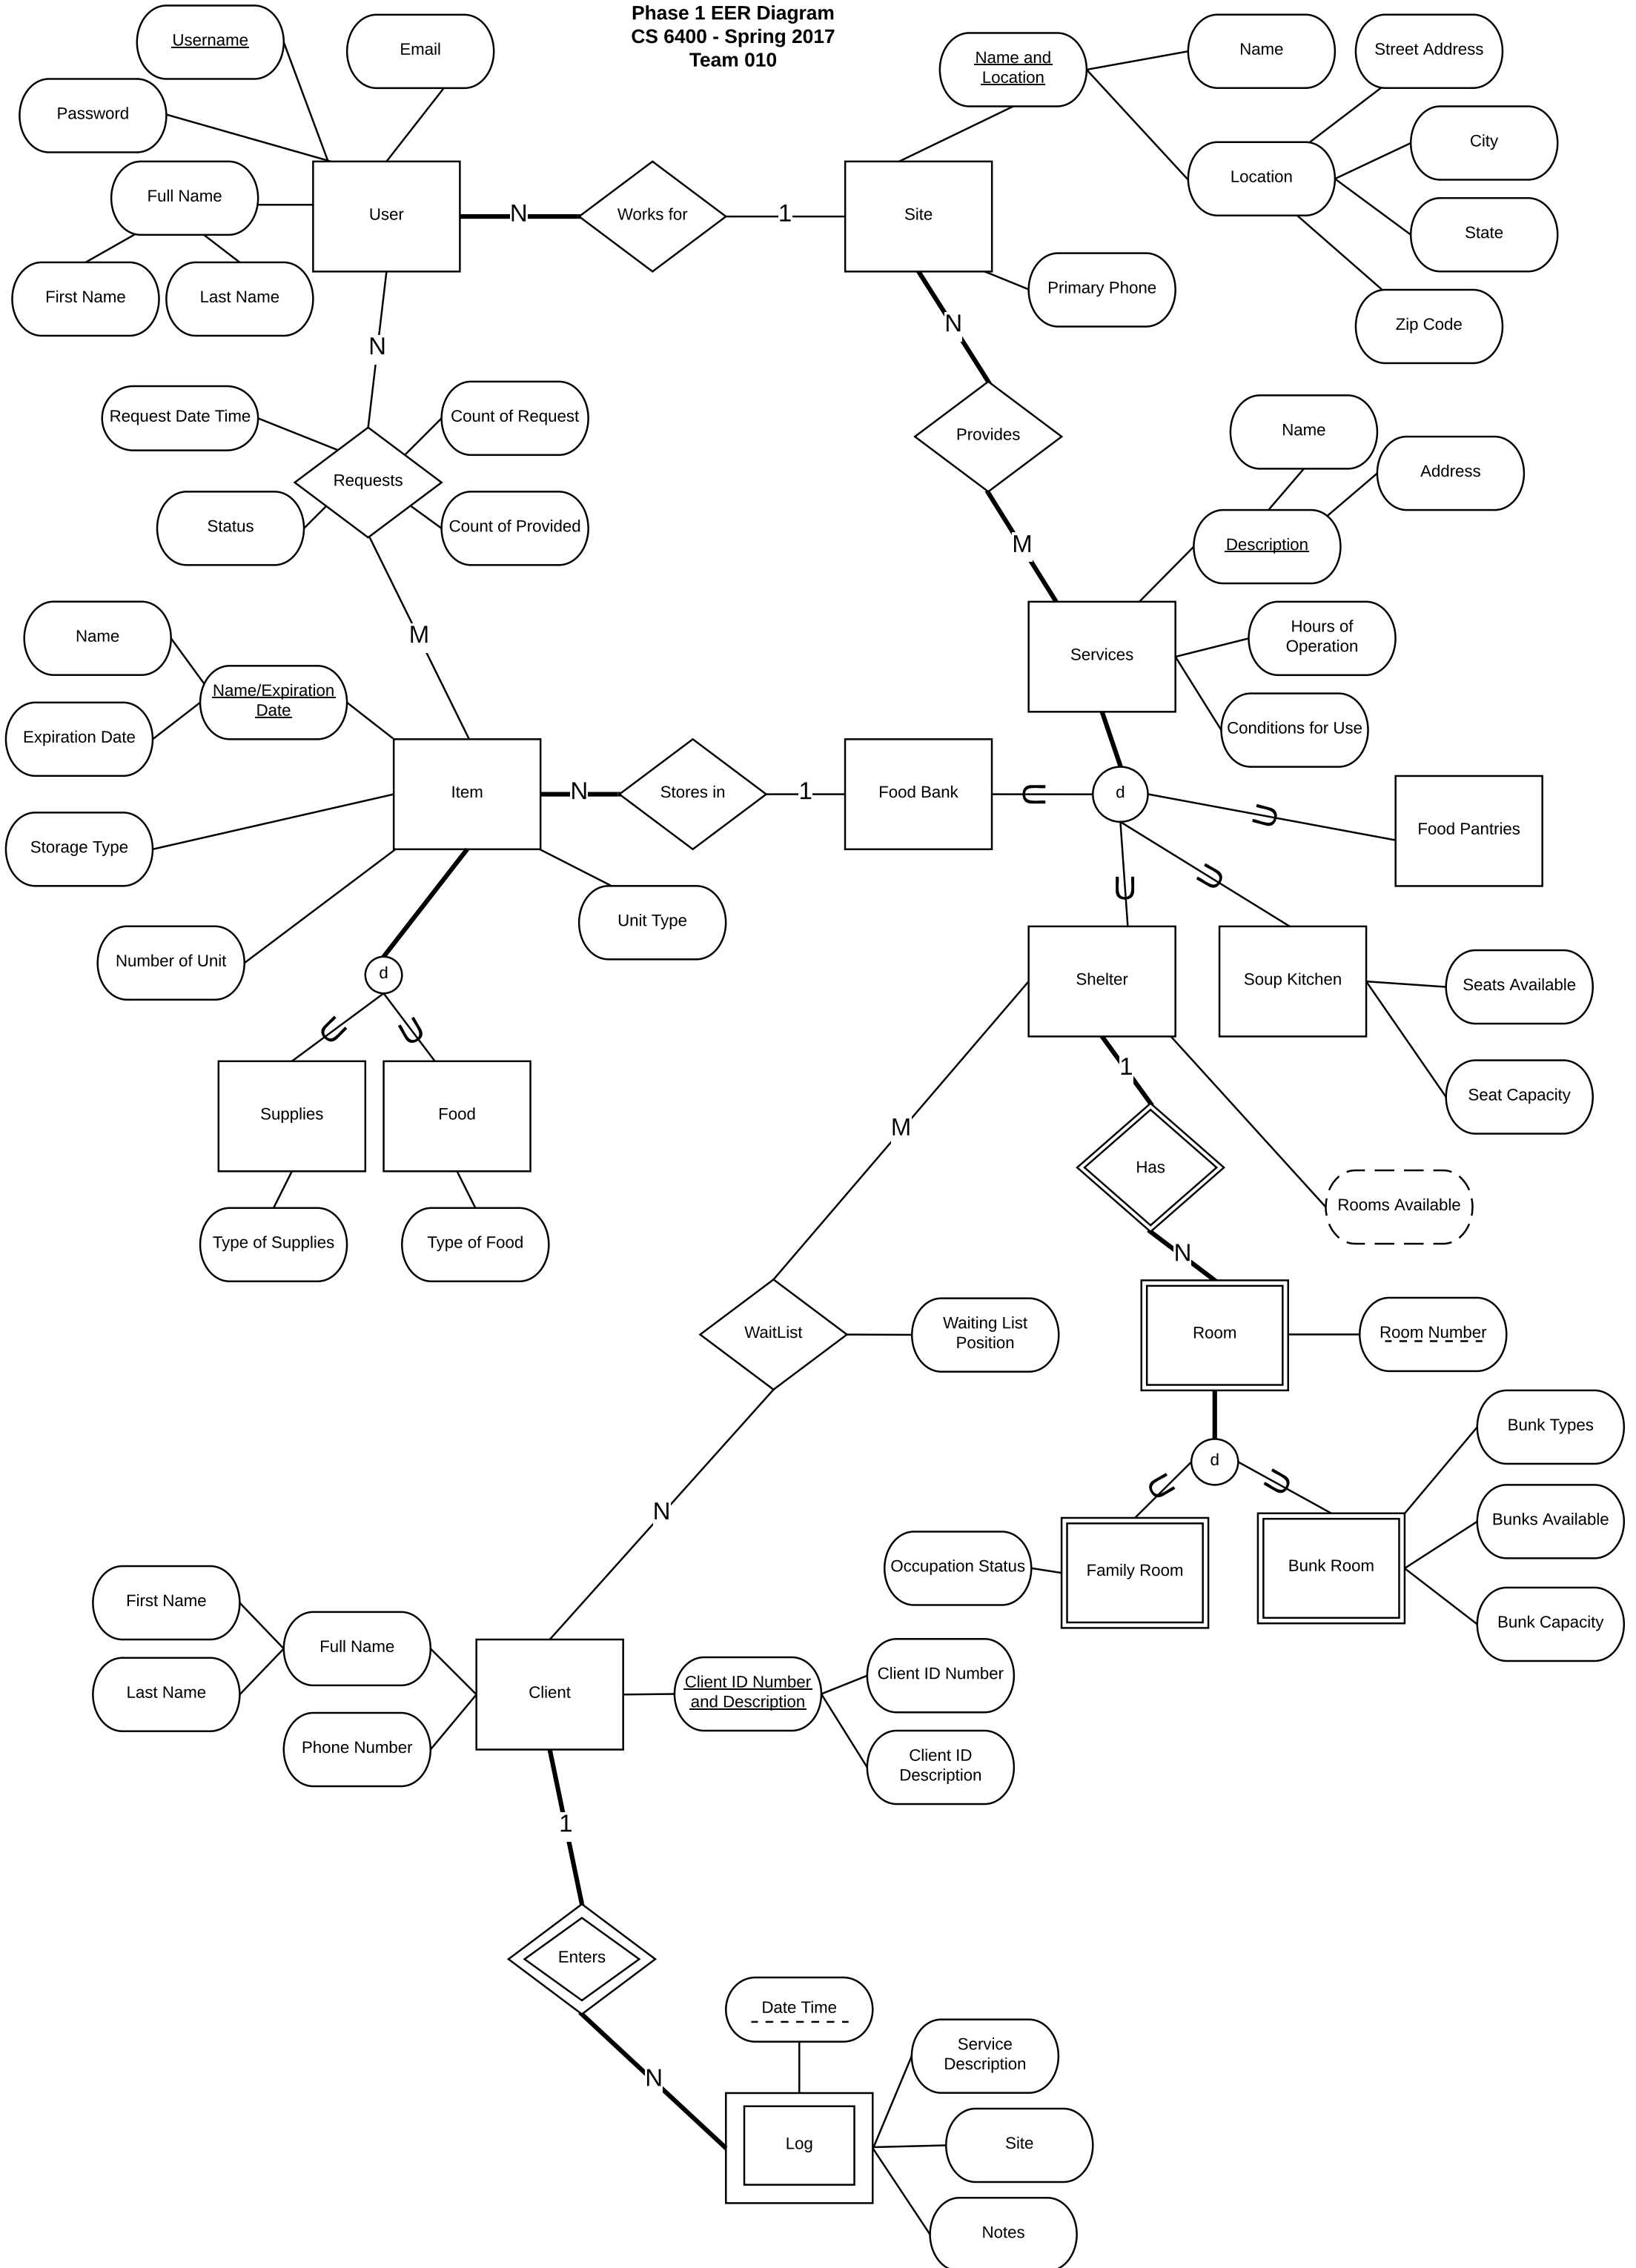 Phase 1 EER Diagram
CS 6400 - Spring 2017
Team 010
Username
Email
Password
Full Name
First Name
Last Name
User
N
Works for
1
Site
Name and
Location
Name
Street Address
City
Location
State
Zip Code
Primary Phone
N
N
Provides
M
Request Date Time
Count of Request
Requests
Status
Count of Provided
M
Name
Address
Description
Services
Hours of
Operation
Conditions for Use
Name
Name/Expiration
Date
Expiration Date
Storage Type
Number of Unit
Item
Unit Type
N
Stores in
1
Food Bank
d
Food Pantries
d
Supplies
Food
Type of Supplies
Type of Food
Shelter
Soup Kitchen
Seats Available
Seat Capacity
1
M
Has
Rooms Available
N
WaitList
Waiting List
Position
Room
Room Number
d
Bunk Types
Bunks Available
Bunk Capacity
N
Occupation Status
Family Room
Bunk Room
First Name
Full Name
Last Name
Phone Number
Client
Client ID Number
and Description
Client ID Number
Client ID
Description
1
Enters
N
Date Time
Service
Description
Log
Site
Notes